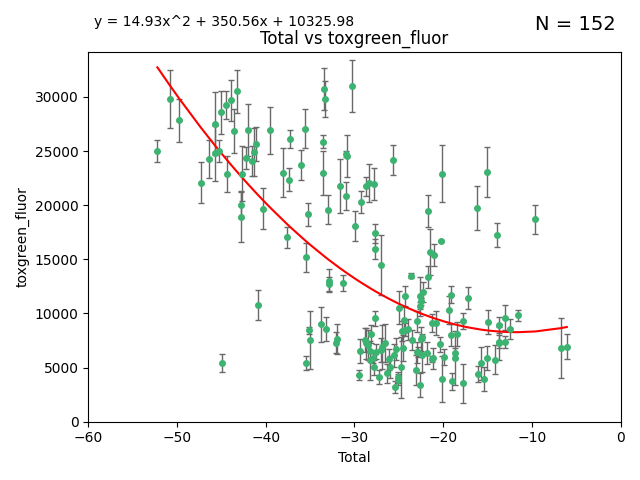 y = 14.93x^2 + 350.56x + 10325.98
N = 152
Total vs toxgreen_fluor
30000
25000
20000
15000
10000
5000
0
toxgreen_fluor
−60 −50 −40 −30 −20 −10 0
Total